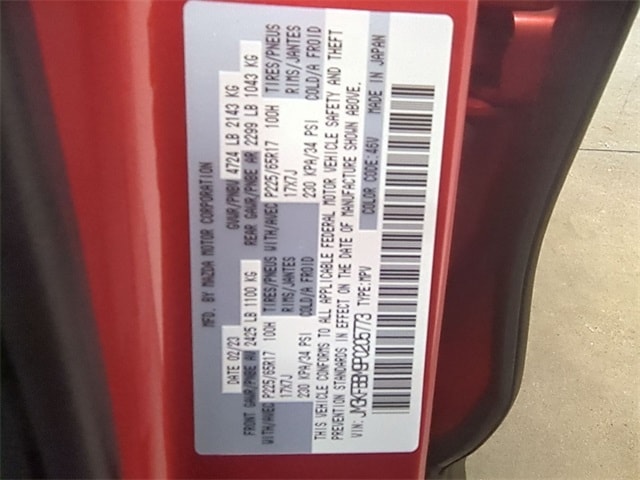 MFD. BY MAZDA MOTOR CORPORATION
DATE 02/23 GVWR/PNBV 4724 LB 2143 KG
FRONT GAWR/PNBE AV 2425 LB 1100 KG REAR GAWR/PNBE AR 2299 LB 1043 KG
WITH/AVEC P225/65R17 100H TIRES/PNEUS WITH/AVEC P225/65R17 100H TIRES/PNEUS
17X7J RIMS/JANTES 17X7J RIMS/JANTES
230 KPA/34 PSI COLD/A FROID 230 KPA/34 PSI COLD/A FROID
THIS VEHICLE CONFORMS TO ALL APPLICABLE FEDERAL MOTOR VEHICLE SAFETY AND THEFT
PREVENTION STANDARDS IN EFFECT ON THE DATE OF MANUFACTURE SHOWN ABOVE.
VIN: JM3KFBBM9P0205773 TYPE:MPV COLOR CODE:46V MADE IN JAPAN